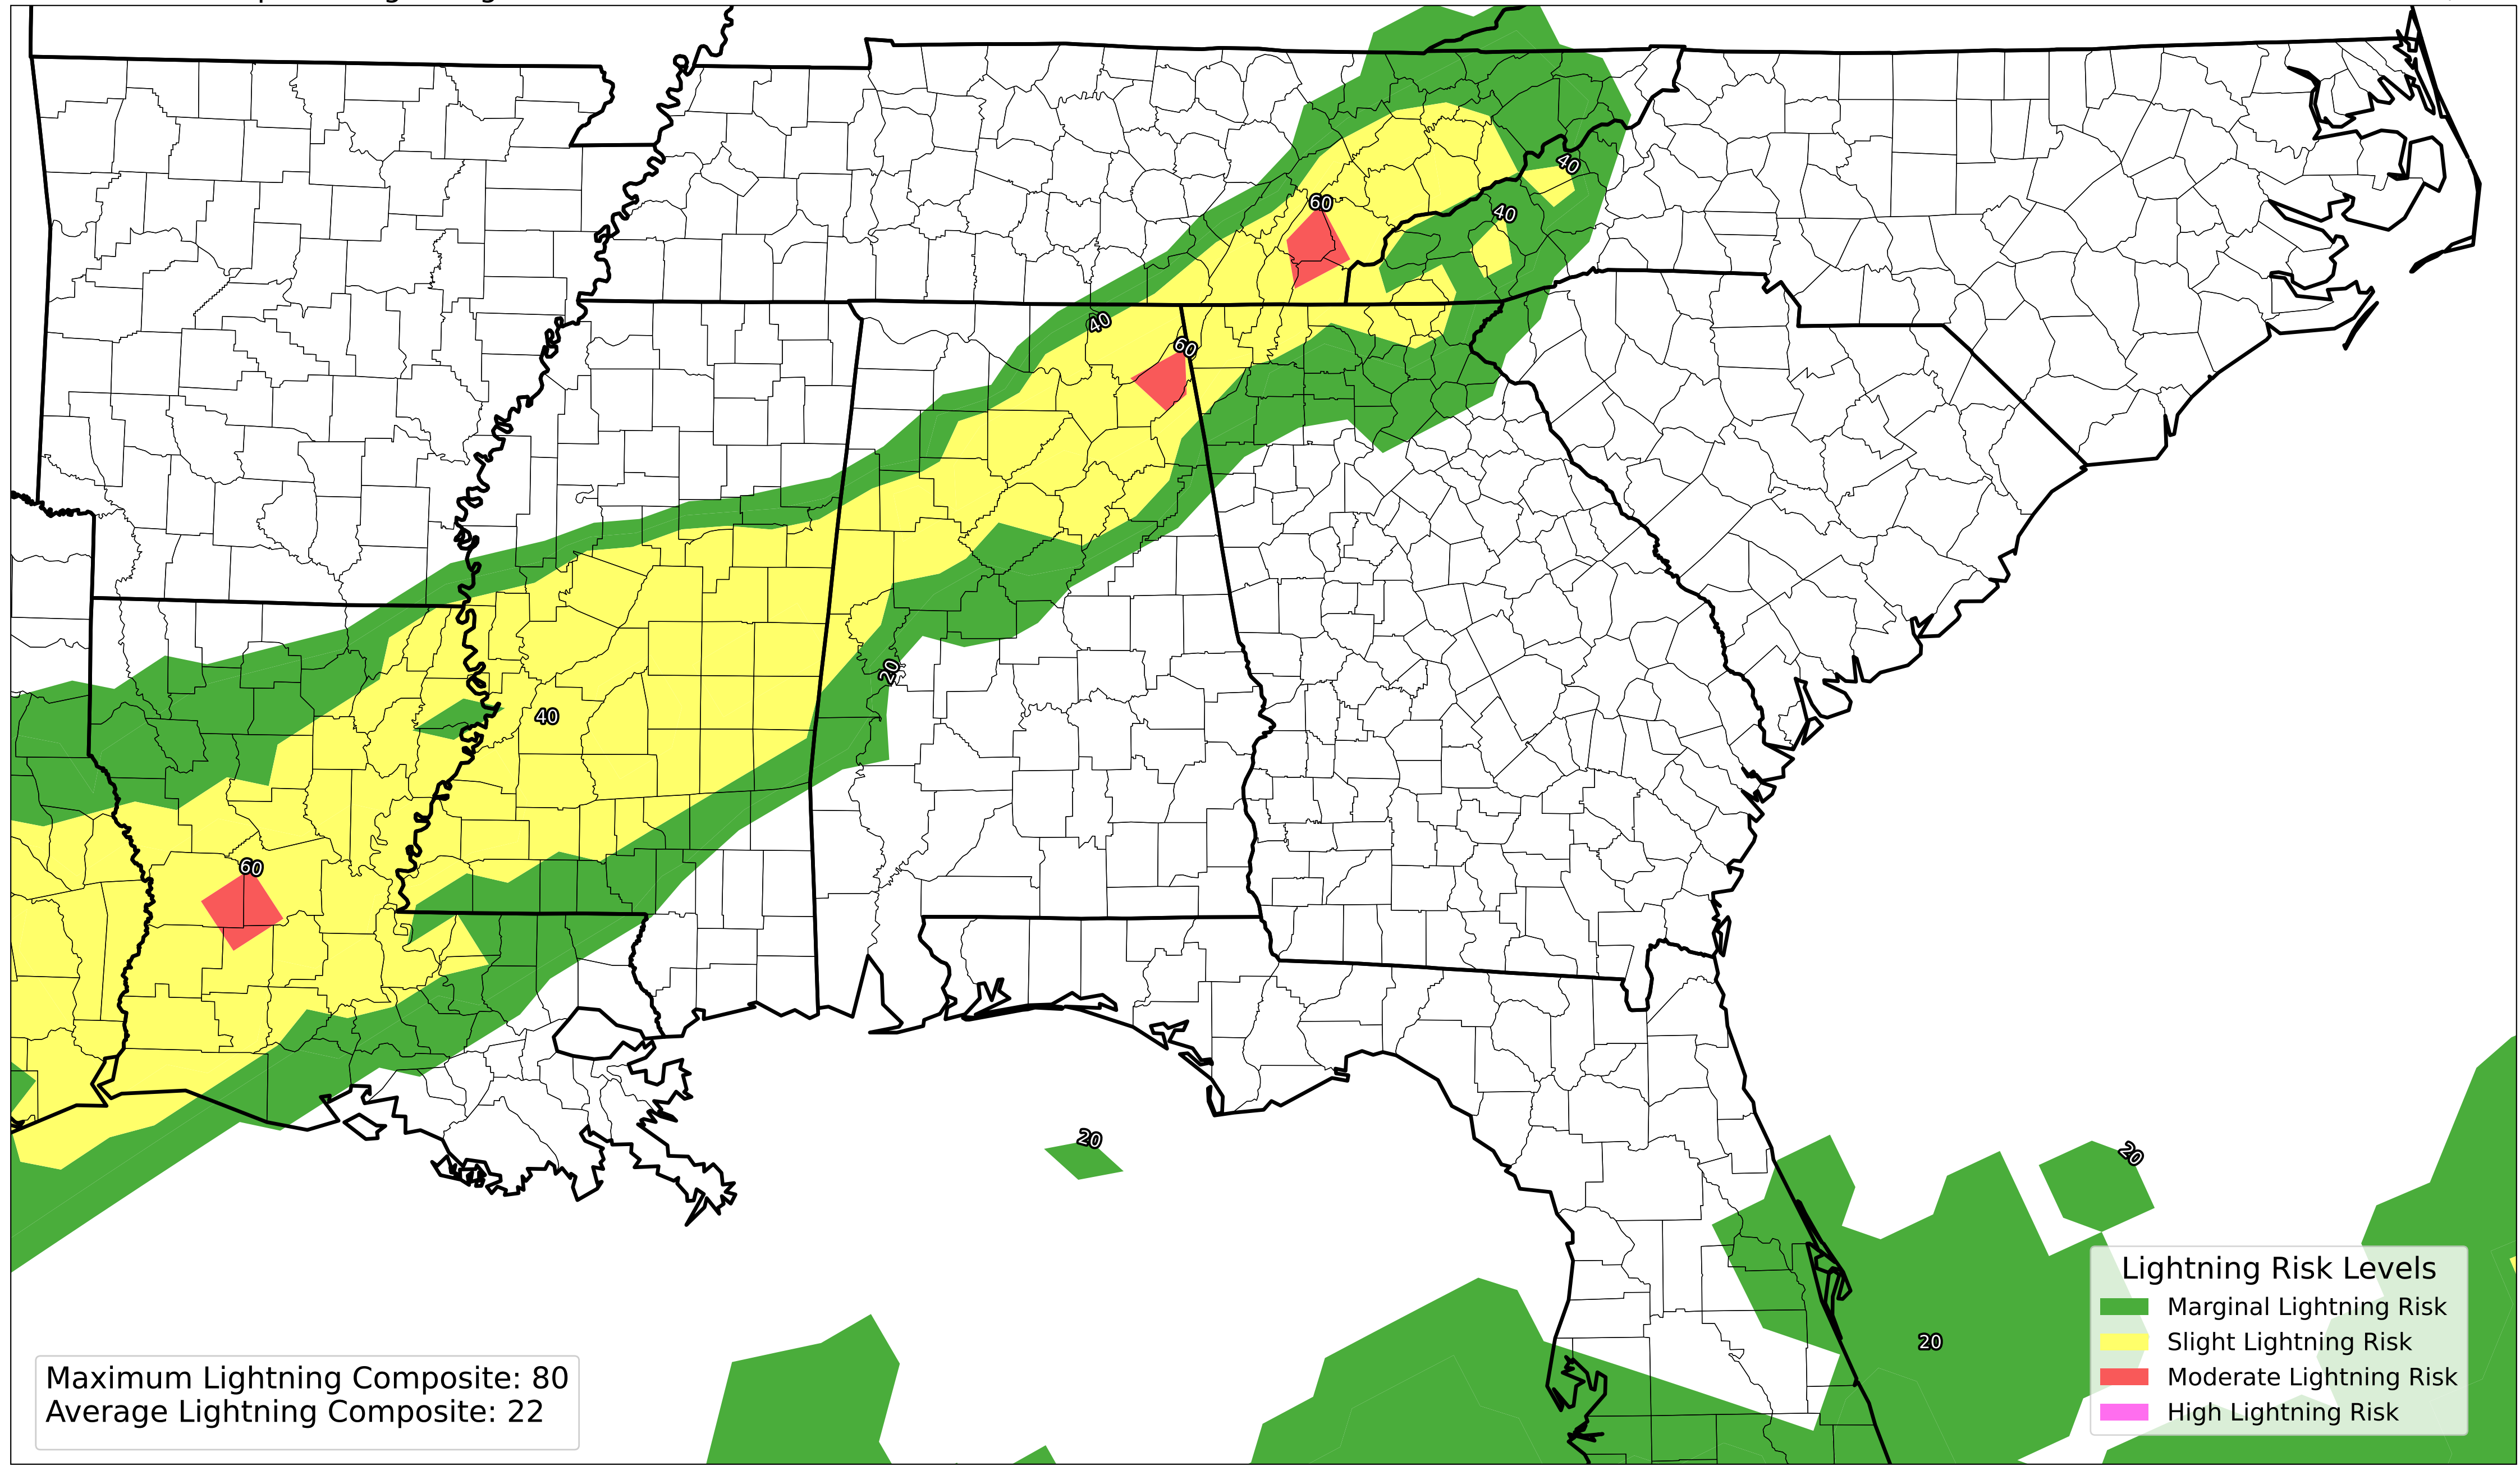 40
40
60
40
60
20
40
60
20
20
20
Lightning Risk Levels
Marginal Lightning Risk
Slight Lightning Risk
Moderate Lightning Risk
High Lightning Risk
Maximum Lightning Composite: 80
Average Lightning Composite: 22